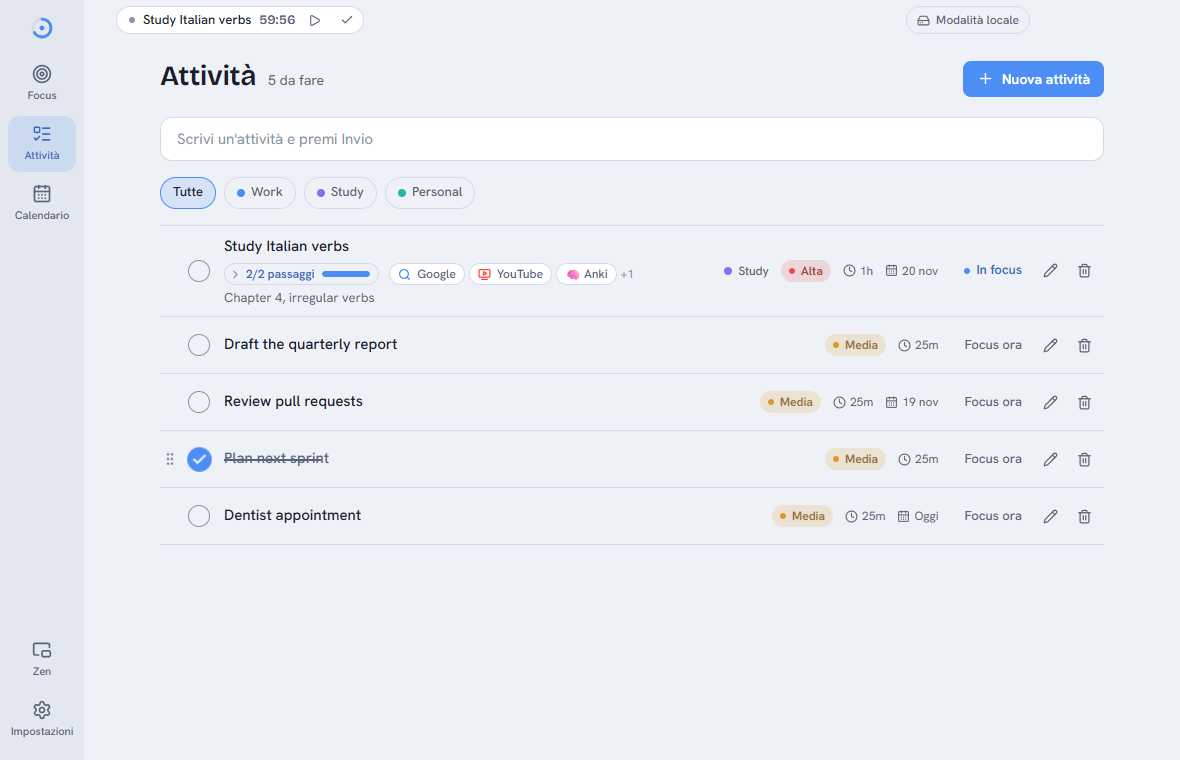 Study Italian verbs 59:56
Modalità locale
Focus
Attività
Calendario
Zen
Impostazioni
Attività 5 da fare
Nuova attività
Scrivi un'attività e premi Invio
Tutte Work Study Personal
Study Italian verbs
2/2 passaggi Google YouTube Anki +1
Chapter 4, irregular verbs
Study Alta 1h 20 nov In focus
Draft the quarterly report Media 25m Focus ora
Review pull requests Media 25m 19 nov Focus ora
Plan next sprint Media 25m Focus ora
Dentist appointment Media 25m Oggi Focus ora